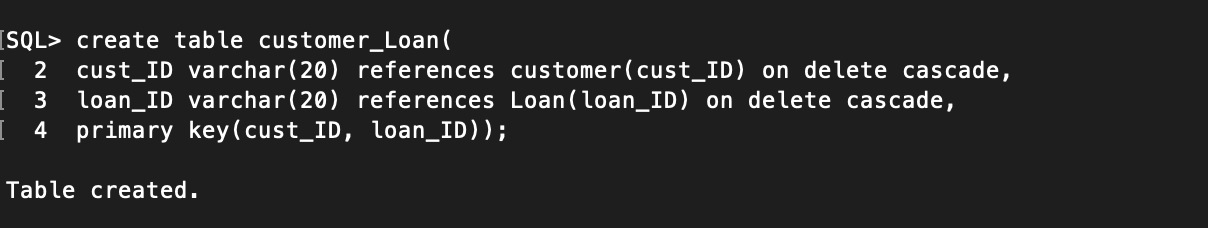 SQL> create table customer_Loan(
2 cust_ID varchar(20) references customer(cust_ID) on delete cascade,
3 loan_ID varchar(20) references Loan(loan_ID) on delete cascade,
4 primary key(cust_ID, loan_ID));
Table created.